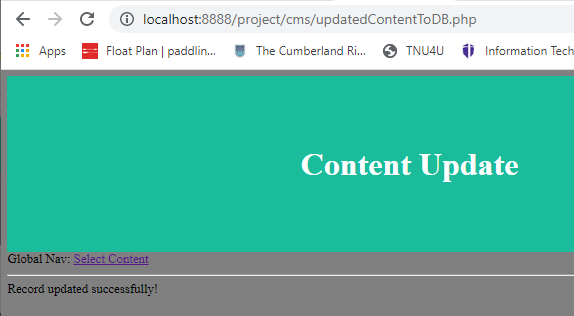 localhost:8888/project/cms/updatedContentToDB.php
Apps Float Plan | paddlin... The Cumberland Ri... TNU4U Information Tech
Content Update
Global Nav: Select Content
Record updated successfully!